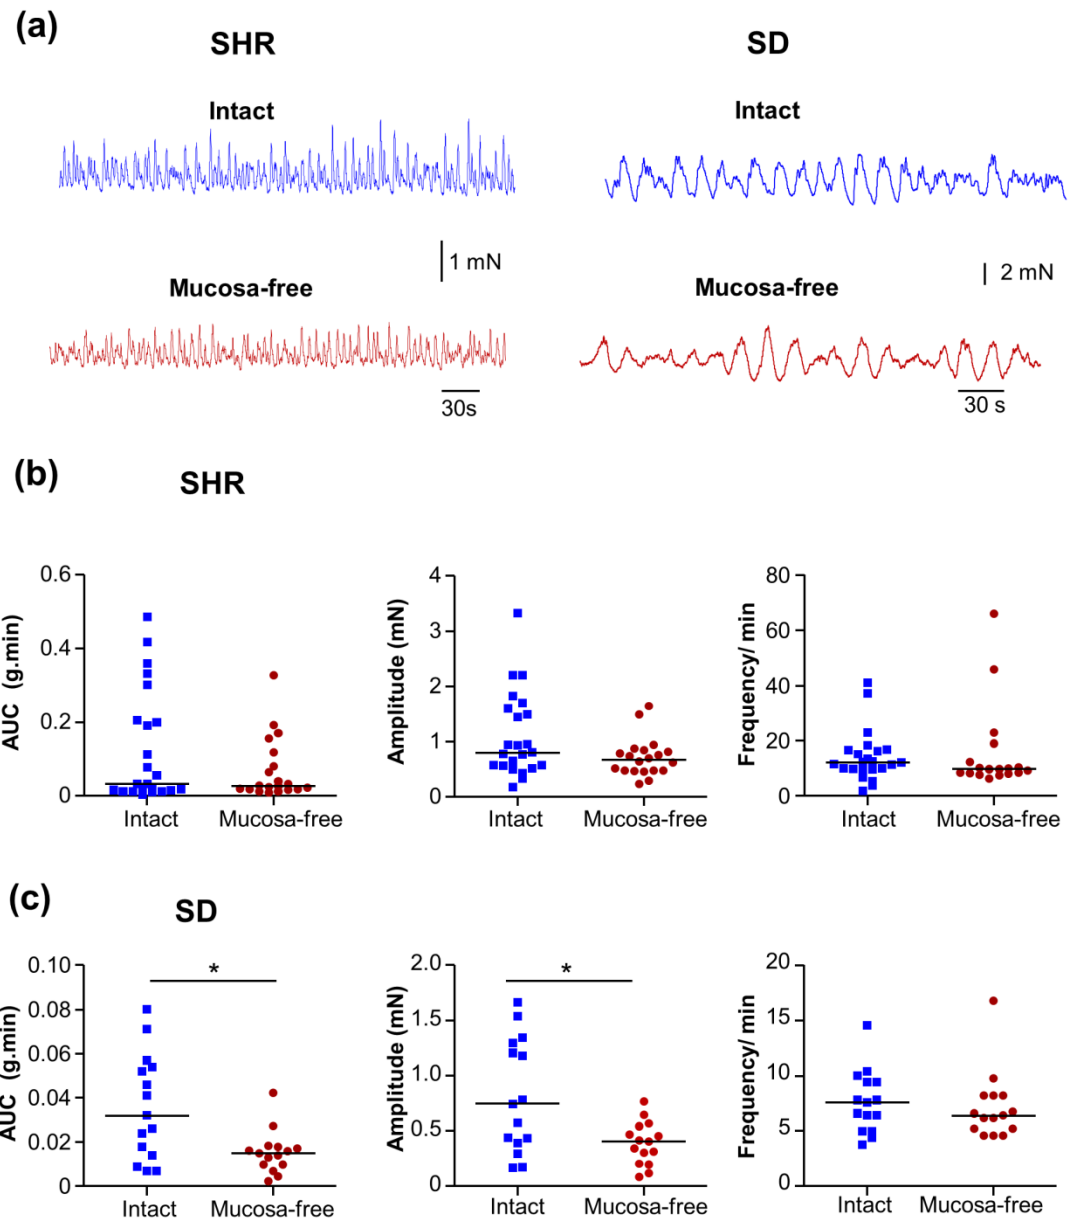 (a)
SHR
SD
Intact
Intact
1 mN
2 mN
Mucosa-free
Mucosa-free
30s
30 s
(b)
SHR
AUC (g.min)
0.6
0.4
0.2
0
Intact
Mucosa-free
Amplitude (mN)
4
3
2
1
0
Intact
Mucosa-free
Frequency/ min
80
60
40
20
0
Intact
Mucosa-free
(c)
SD
AUC (g.min)
0.10
0.08
0.06
0.04
0.02
0
*
Intact
Mucosa-free
Amplitude (mN)
2.0
1.5
1.0
0.5
0
*
Intact
Mucosa-free
Frequency/ min
20
15
10
5
0
Intact
Mucosa-free